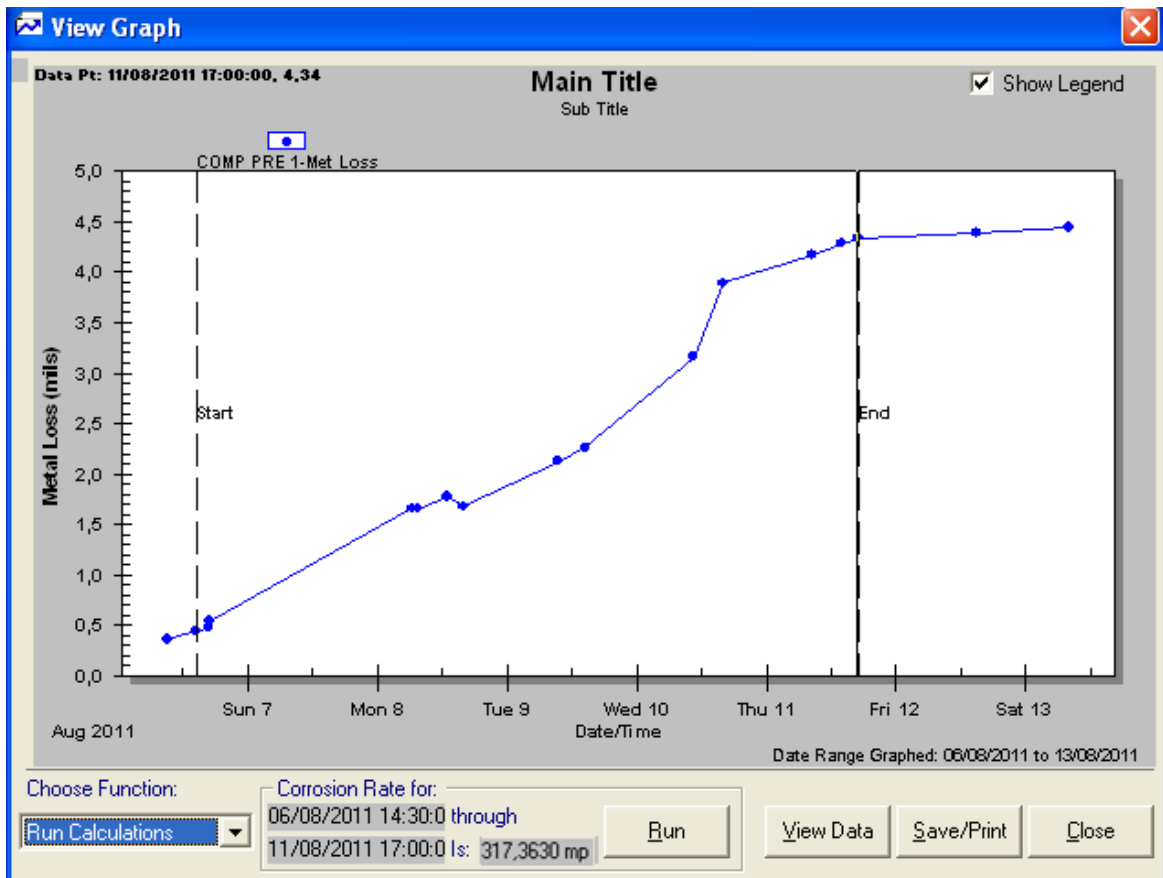 View Graph
Data Pt: 11/08/2011 17:00:00, 4,34
Main Title
Show Legend
Sub Title
COMP PRE 1-Met Loss
5,0
4,5
4,0
3,5
3,0
2,5
2,0
1,5
1,0
0,5
0,0
Metal Loss (mils)
Start
End
Sun 7 Mon 8 Tue 9 Wed 10 Thu 11 Fri 12 Sat 13
Aug 2011
Date/Time
Date Range Graphed: 06/08/2011 to 13/08/2011
Choose Function:
Run Calculations
Corrosion Rate for:
06/08/2011 14:30:0 through
11/08/2011 17:00:0 Is: 317,3630 mp
Run
View Data
Save/Print
Close